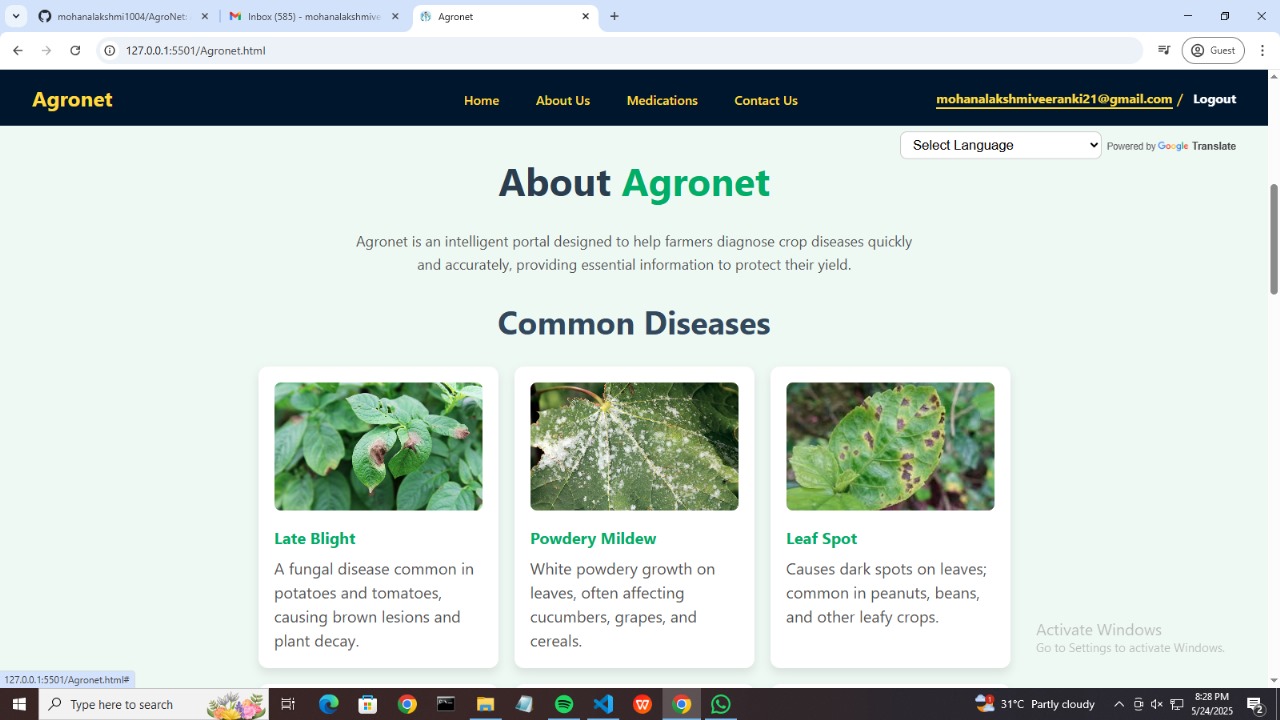 mohanalakshmi1004/AgroNet:
Inbox (585) - mohanalakshmive
Agronet
127.0.0.1:5501/Agronet.html
Guest
Agronet
Home
About Us
Medications
Contact Us
mohanalakshmiveeranki21@gmail.com / Logout
Select Language
Powered by Google Translate
About Agronet
Agronet is an intelligent portal designed to help farmers diagnose crop diseases quickly
and accurately, providing essential information to protect their yield.
Common Diseases
Late Blight
A fungal disease common in
potatoes and tomatoes,
causing brown lesions and
plant decay.
Powdery Mildew
White powdery growth on
leaves, often affecting
cucumbers, grapes, and
cereals.
Leaf Spot
Causes dark spots on leaves;
common in peanuts, beans,
and other leafy crops.
Activate Windows
Go to Settings to activate Windows.
127.0.0.1:5501/Agronet.html#
Type here to search
1
31°C Partly cloudy
8:28 PM
5/24/2025
2